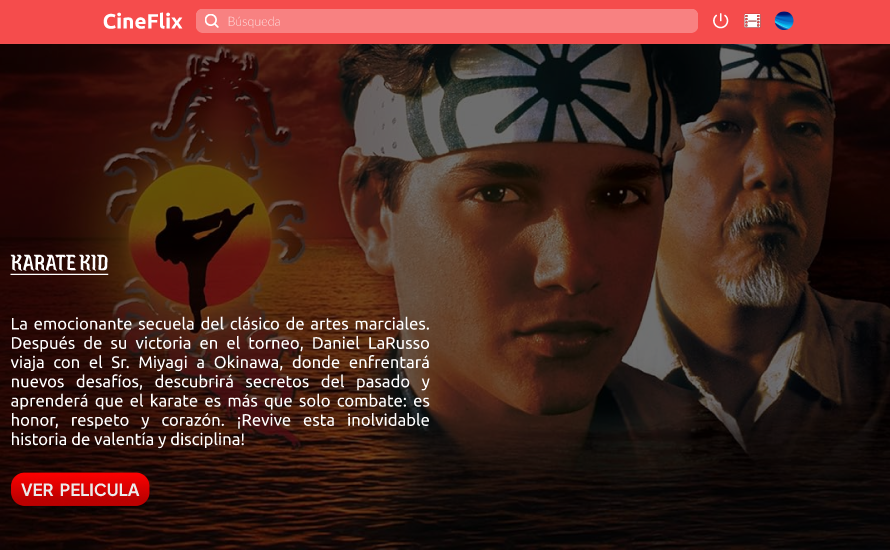 CineFlix
Búsqueda
KARATE KID
La emocionante secuela del clásico de artes marciales.
Después de su victoria en el torneo, Daniel LaRusso
viaja con el Sr. Miyagi a Okinawa, donde enfrentará
nuevos desafíos, descubrirá secretos del pasado y
aprenderá que el karate es más que solo combate: es
honor, respeto y corazón. ¡Revive esta inolvidable
historia de valentía y disciplina!
VER PELICULA